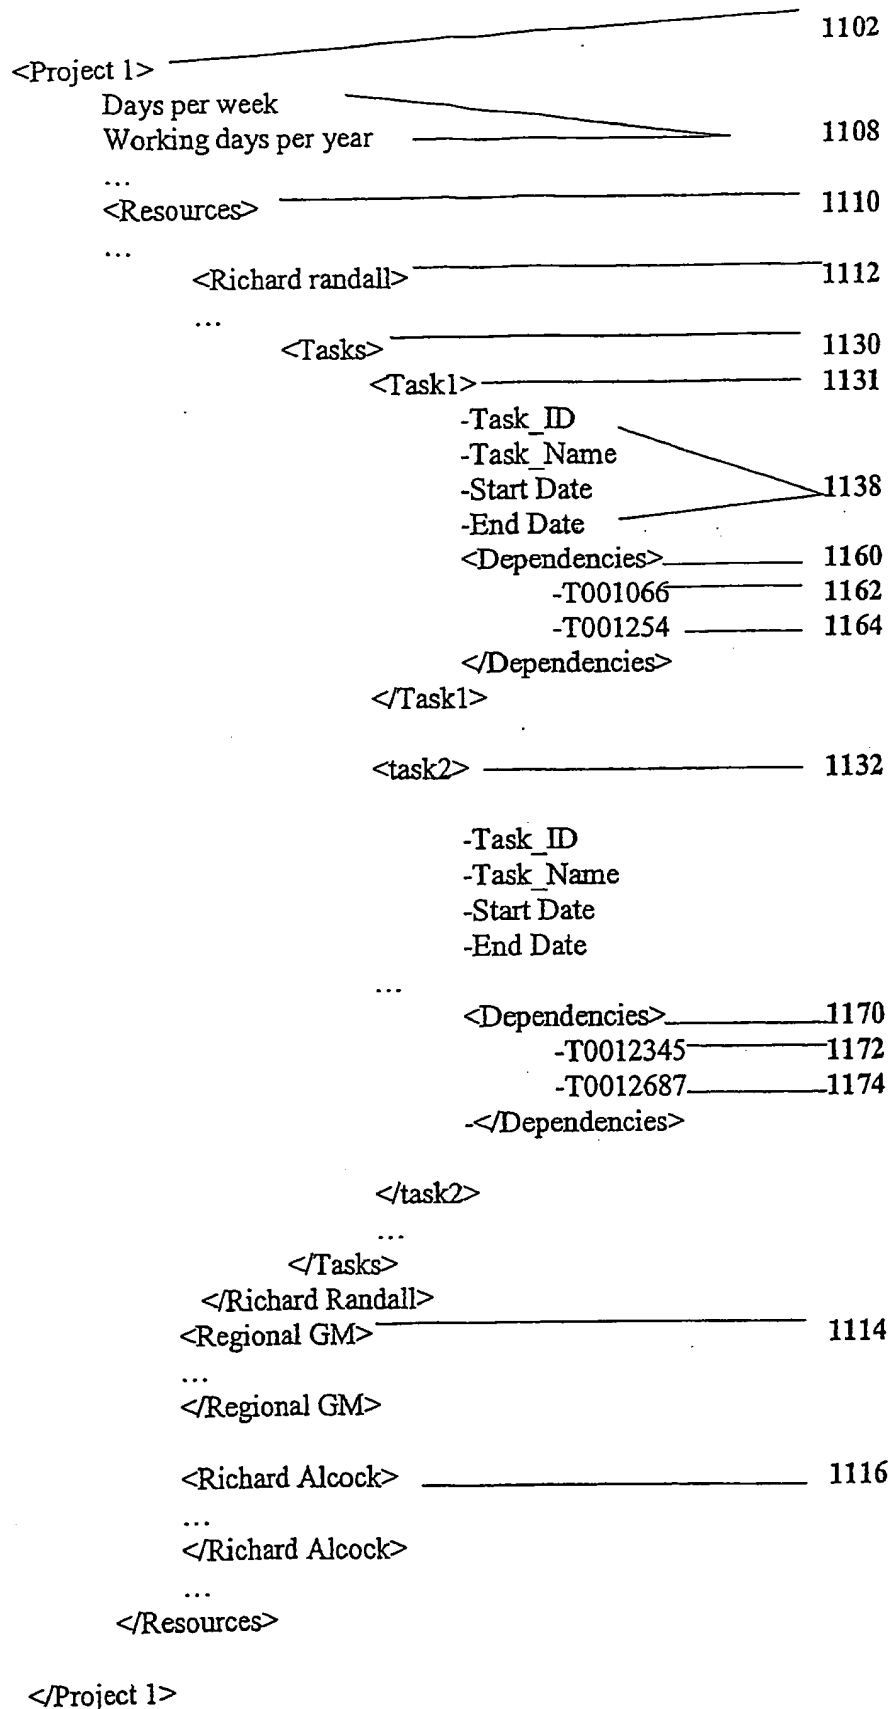 1102
<Project 1>
Days per week
Working days per year 1108
...
<Resources> 1110
...
<Richard randall> 1112
...
<Tasks> 1130
<Task1> 1131
-Task_ID
-Task_Name
-Start Date 1138
-End Date
<Dependencies> 1160
-T001066 1162
-T001254 1164
</Dependencies>
</Task1>
<task2> 1132
-Task_ID
-Task_Name
-Start Date
-End Date
...
<Dependencies> 1170
-T0012345 1172
-T0012687 1174
-</Dependencies>
</task2>
...
</Tasks>
</Richard Randall>
<Regional GM> 1114
...
</Regional GM>
<Richard Alcock> 1116
...
</Richard Alcock>
...
</Resources>
</Project 1>